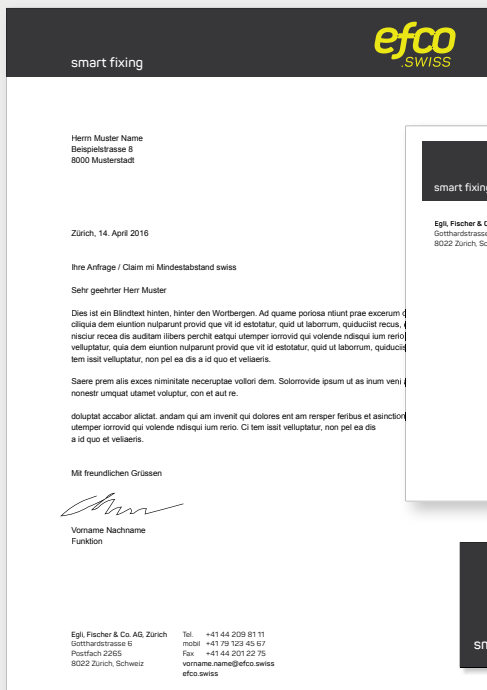 efco
.SWISS
smart fixing
Herrn Muster Name
Beispielstrasse 8
8000 Musterstadt
Zürich, 14. April 2016
Ihre Anfrage / Claim mi Mindestabstand swiss
Sehr geehrter Herr Muster
Dies ist ein Blindtext hinten, hinter den Wortbergen. Ad quame poriosa ntiunt prae excerum
ciliquia dem eiuntion nulparunt provid que vit id estotatur, quid ut laborrum, quiduciist recus,
nisciur recea dis auditam ilibers perchit eatqui utemper iorrovid qui volende ndisqui ium rerio
velluptatur, quia dem eiuntion nulparunt provid que vit id estotatur, quid ut laborrum, quiduciis
tem issit velluptatur, non pel ea dis a id quo et veliaeris.
Saere prem alis exces niminitate neceruptae vollori dem. Solorrovide ipsum ut as inum veni
nonestr umquat utamet voluptur, con et aut re.
doluptat accabor alictat. andam qui am invenit qui dolores ent am rersper feribus et asinction
utemper iorrovid qui volende ndisqui ium rerio. Ci tem issit velluptatur, non pel ea dis
a id quo et veliaeris.
Mit freundlichen Grüssen
Vorname Nachname
Funktion
Egli, Fischer & Co. AG, Zürich
Gotthardstrasse 6
Postfach 2265
8022 Zürich, Schweiz
Tel. +41 44 209 81 11
mobil +41 79 123 45 67
Fax +41 44 201 22 75
vorname.name@efco.swiss
efco.swiss
smart fixing
Egli, Fischer &
Gotthardstrasse
8022 Zürich, Sc
sm